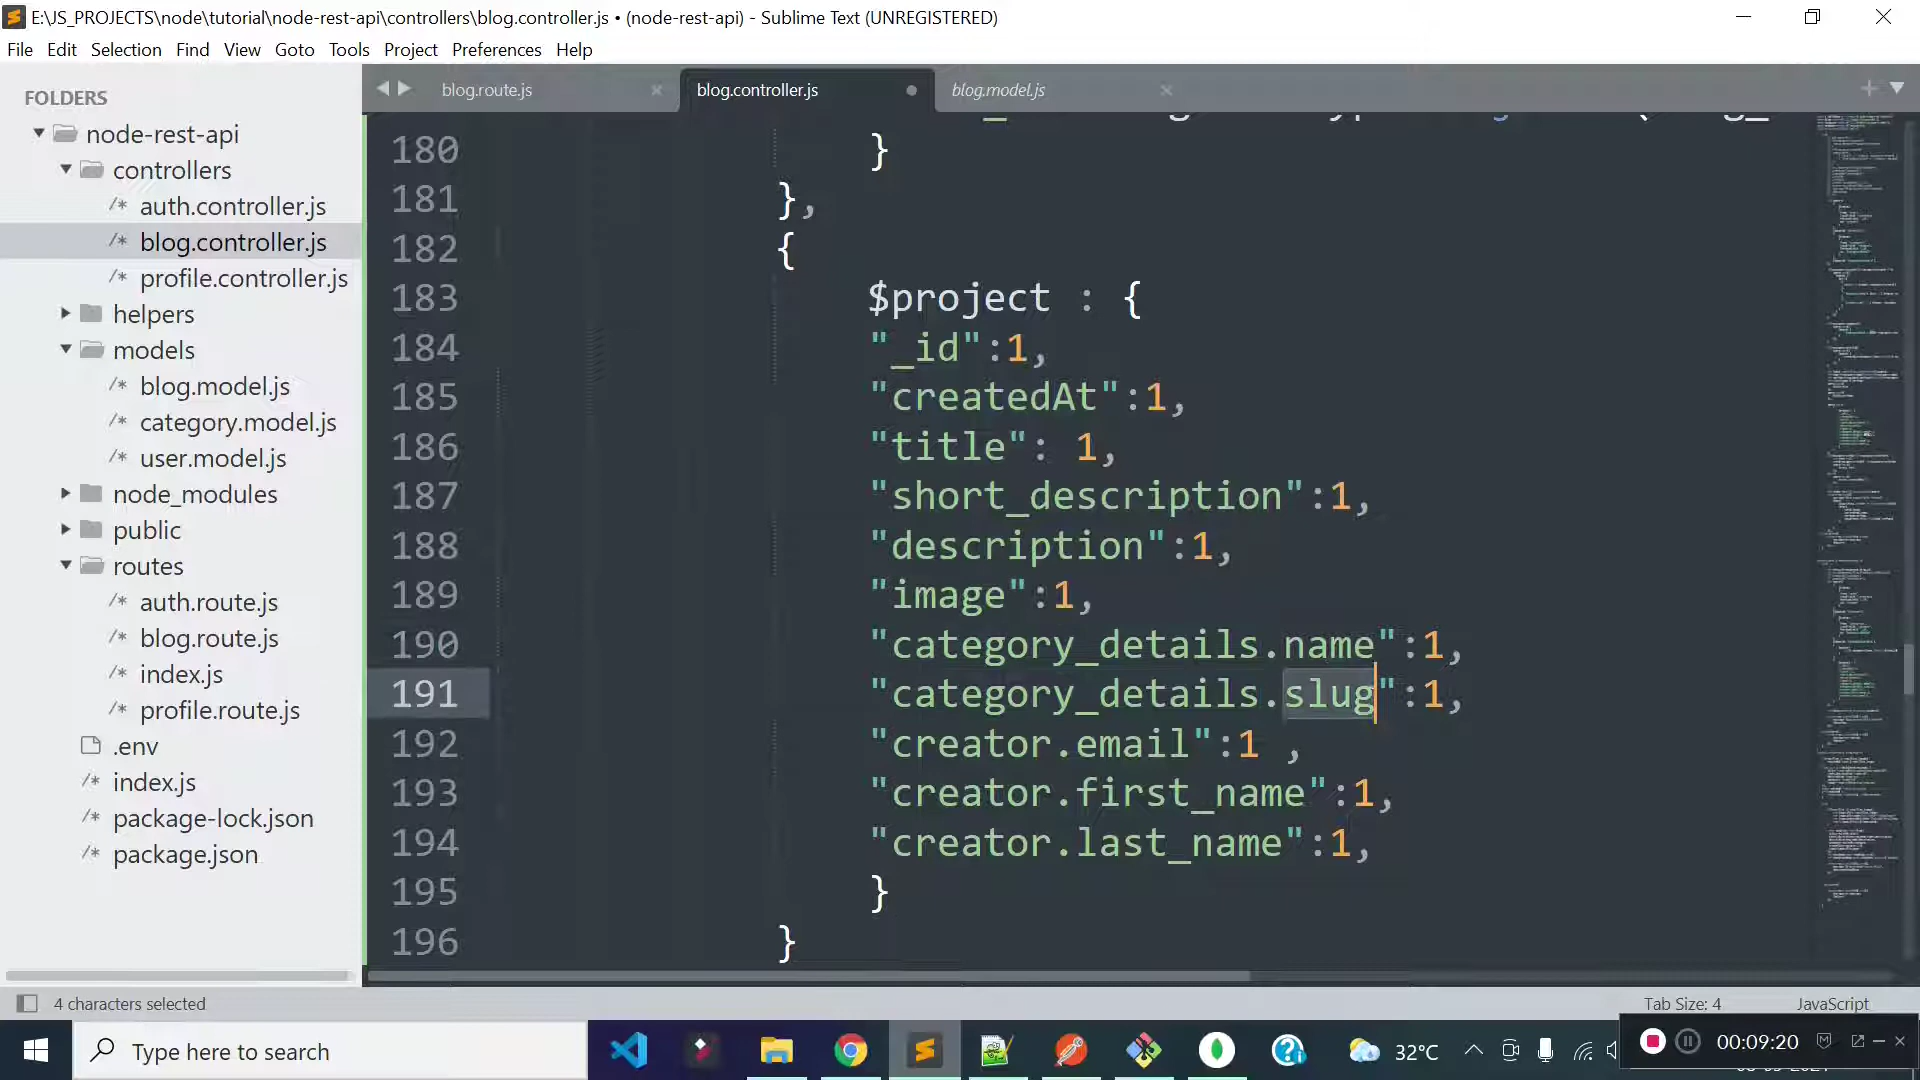 E:\JS_PROJECTS\node\tutorial\node-rest-api\controllers\blog.controller.js • (node-rest-api) - Sublime Text (UNREGISTERED)
File Edit Selection Find View Goto Tools Project Preferences Help
FOLDERS
node-rest-api
controllers
auth.controller.js
blog.controller.js
profile.controller.js
helpers
models
blog.model.js
category.model.js
user.model.js
node_modules
public
routes
auth.route.js
blog.route.js
index.js
profile.route.js
.env
index.js
package-lock.json
package.json
blog.route.js blog.controller.js blog.model.js
180 }
181 },
182 {
183 $project : {
184 "_id":1,
185 "createdAt":1,
186 "title": 1,
187 "short_description":1,
188 "description":1,
189 "image":1,
190 "category_details.name":1,
191 "category_details.slug":1,
192 "creator.email":1 ,
193 "creator.first_name":1,
194 "creator.last_name":1,
195 }
196 }
4 characters selected Tab Size: 4 JavaScript
Type here to search 32°C 00:09:20